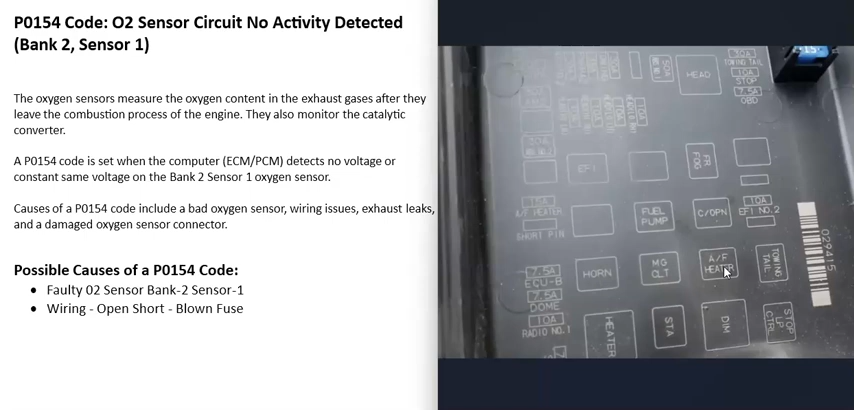 P0154 Code: O2 Sensor Circuit No Activity Detected
(Bank 2, Sensor 1)
The oxygen sensors measure the oxygen content in the exhaust gases after they
leave the combustion process of the engine. They also monitor the catalytic
converter.
A P0154 code is set when the computer (ECM/PCM) detects no voltage or
constant same voltage on the Bank 2 Sensor 1 oxygen sensor.
Causes of a P0154 code include a bad oxygen sensor, wiring issues, exhaust leaks,
and a damaged oxygen sensor connector.
Possible Causes of a P0154 Code:
• Faulty 02 Sensor Bank-2 Sensor-1
• Wiring - Open Short - Blown Fuse
15
HEAD
TOWING TAIL
10A
STOP
7.5A
OBD
EFI
FR
FOG
15A
A/F HEATER
SHORT PIN
FUEL
PUMP
C/OPN
10A
EFI NO.2
7.5A
ECU-B
7.5A
DOME
10A
RADIO NO.1
HORN
MG
CLT
A/F
HEATER
TOWING
TAIL
HEATER
STA
DIM
STOP
LP
CTRL
029415